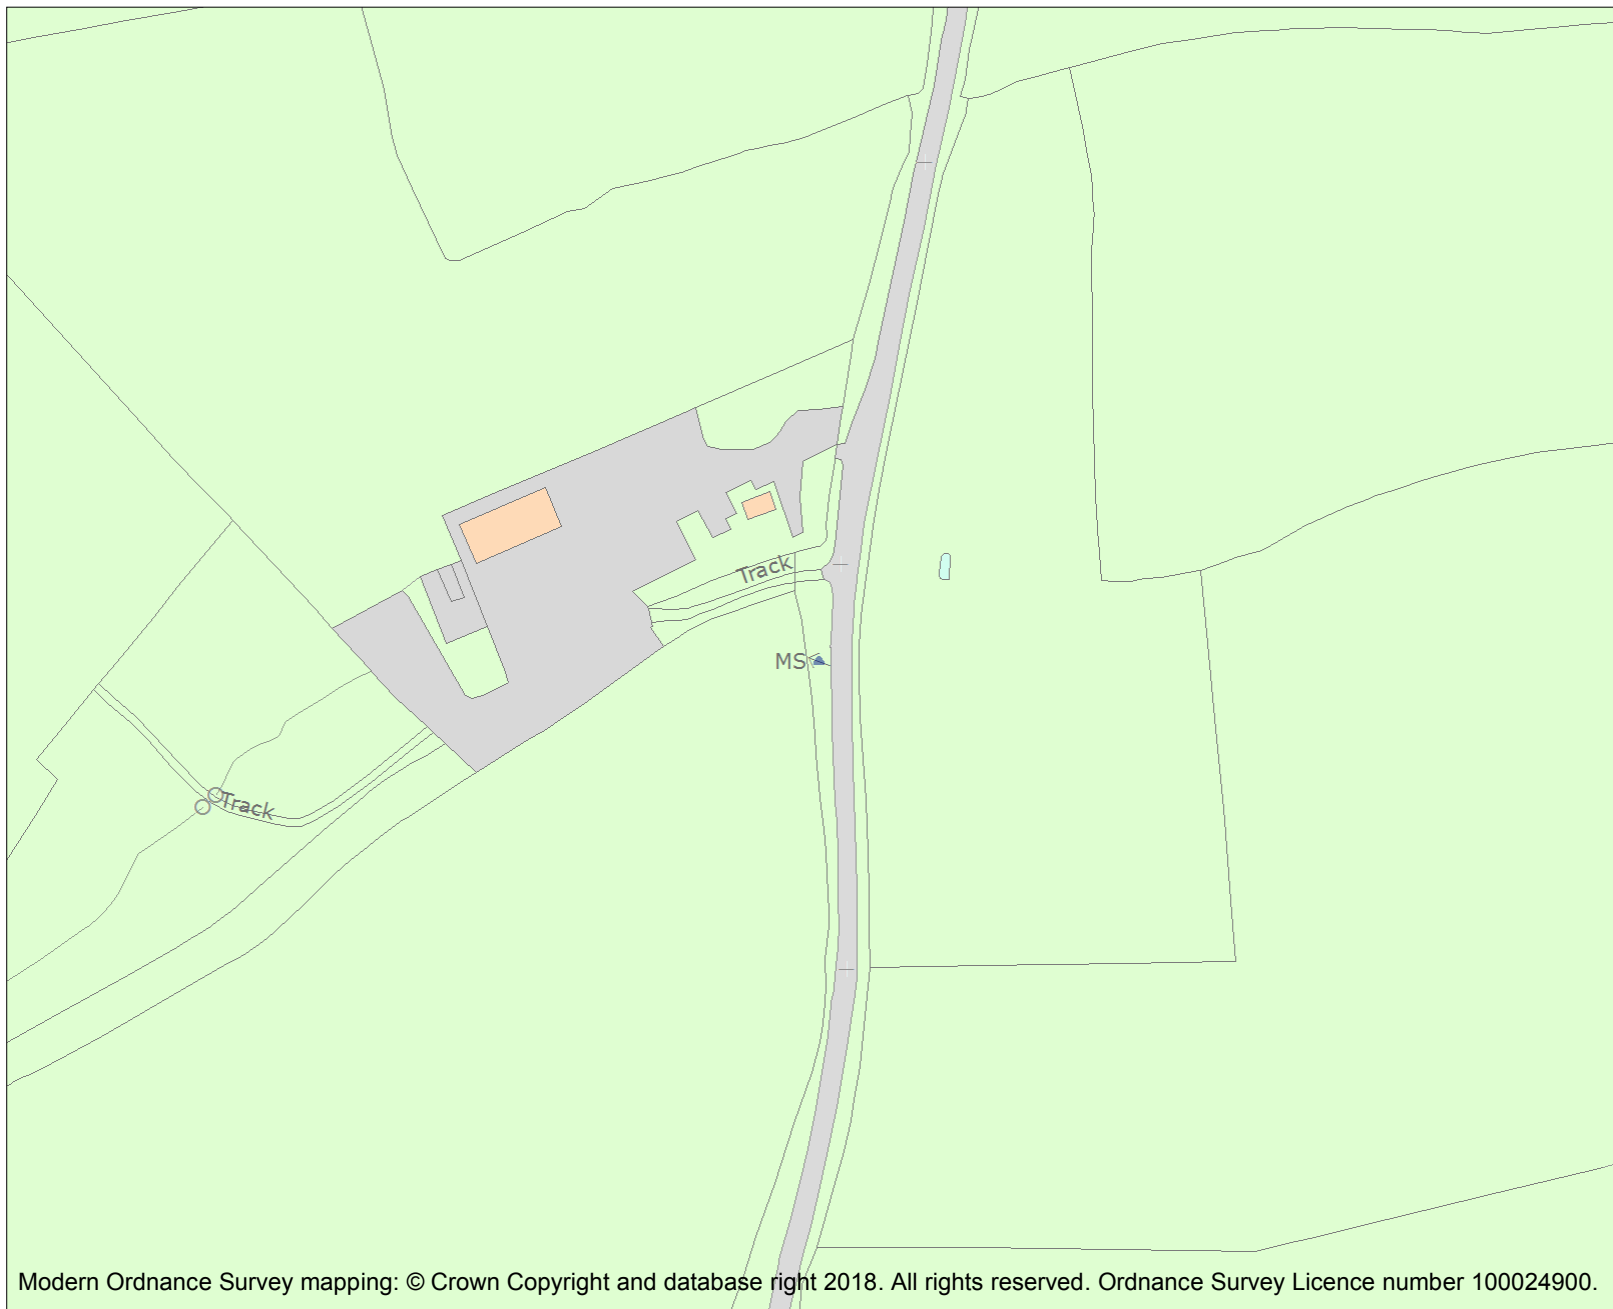 Track
MS
Track
Modern Ordnance Survey mapping: © Crown Copyright and database right 2018. All rights reserved. Ordnance Survey Licence number 100024900.